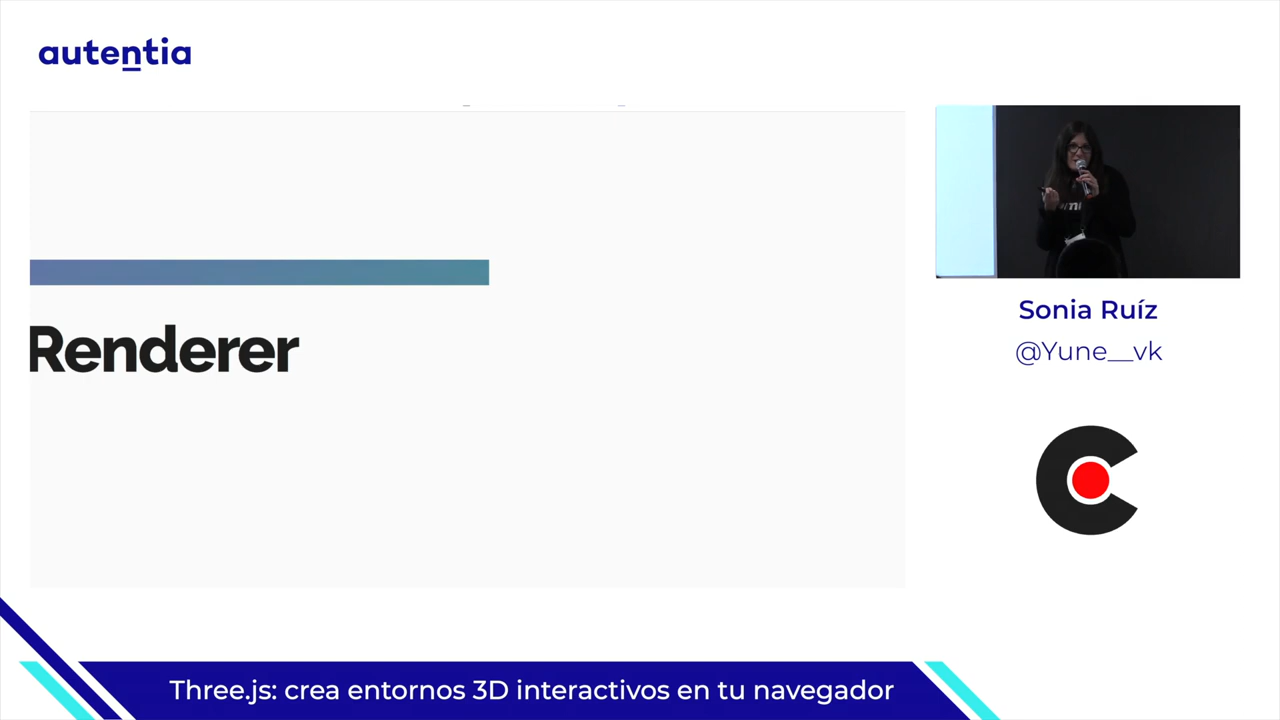 autentia
Renderer
Sonia Ruíz
@Yune__vk
Three.js: crea entornos 3D interactivos en tu navegador